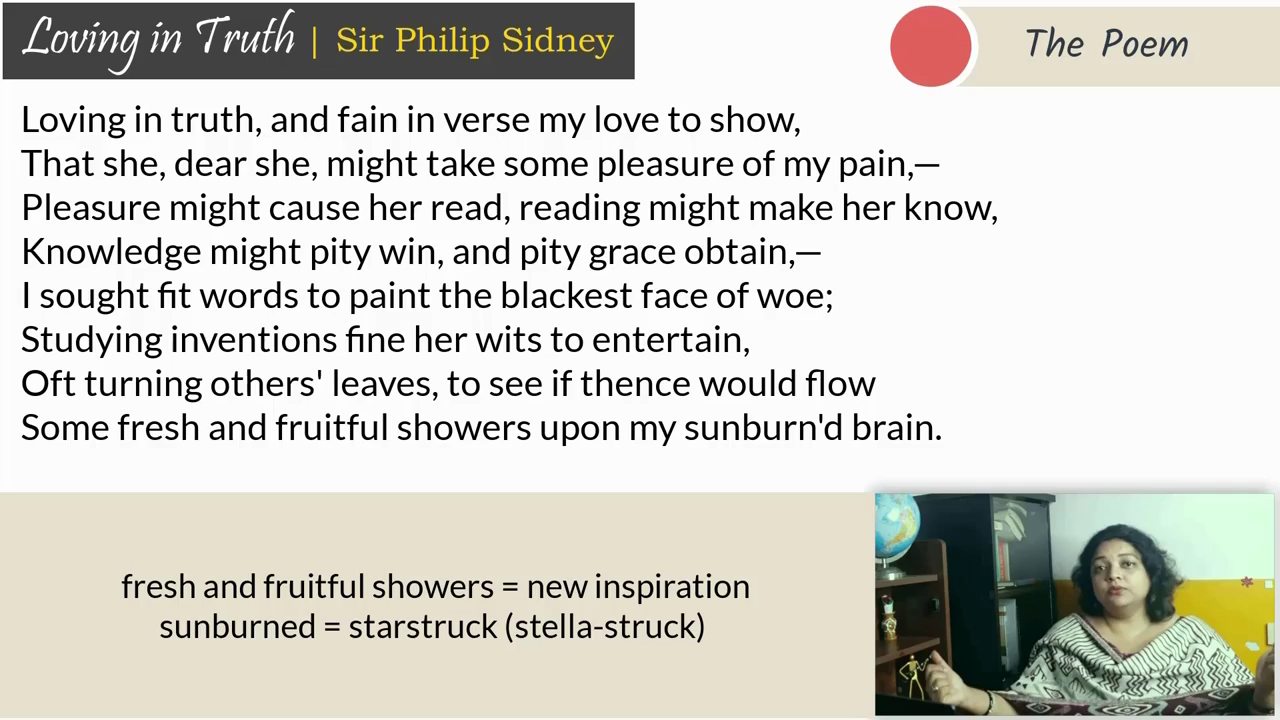 Loving in Truth | Sir Philip Sidney
The Poem
Loving in truth, and fain in verse my love to show,
That she, dear she, might take some pleasure of my pain,—
Pleasure might cause her read, reading might make her know,
Knowledge might pity win, and pity grace obtain,—
I sought fit words to paint the blackest face of woe;
Studying inventions fine her wits to entertain,
Oft turning others' leaves, to see if thence would flow
Some fresh and fruitful showers upon my sunburn'd brain.
fresh and fruitful showers = new inspiration
sunburned = starstruck (stella-struck)